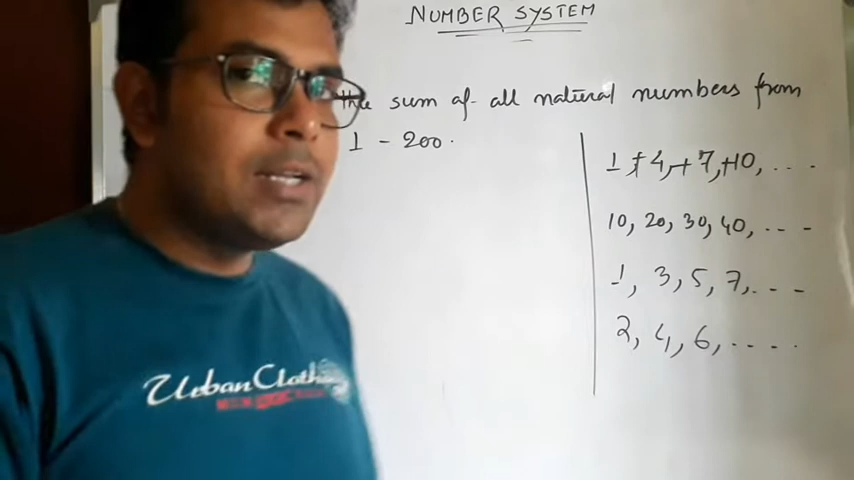 NUMBER SYSTEM
the sum of all natural numbers from
1 - 200.
1, + 4, + 7, + 10, ....
10, 20, 30, 40, ....
1, 3, 5, 7, ....
2, 4, 6, .....
Urban Clothing